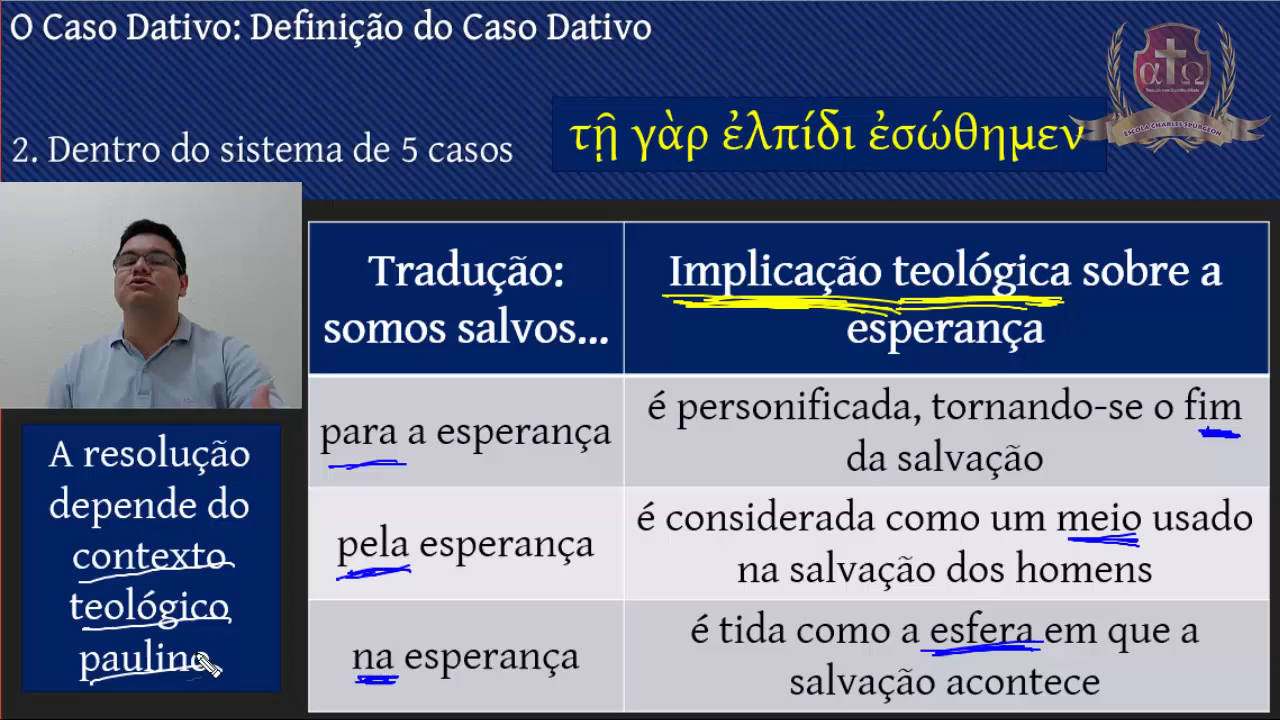 O Caso Dativo: Definição do Caso Dativo
2. Dentro do sistema de 5 casos
τῇ γὰρ ἐλπίδι ἐσώθημεν
α Ω
ESCOLA CHARLES SPURGEON
Tradução:
somos salvos...
Implicação teológica sobre a
esperança
para a esperança
é personificada, tornando-se o fim
da salvação
pela esperança
é considerada como um meio usado
na salvação dos homens
na esperança
é tida como a esfera em que a
salvação acontece
A resolução
depende do
contexto
teológico
paulino